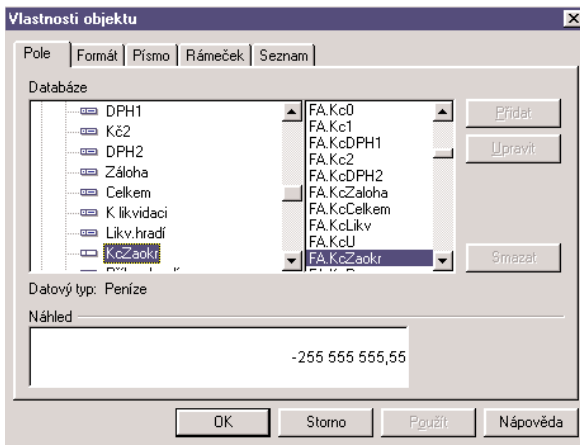 Vlastnosti objektu
Pole Formát Písmo Rámeček Seznam
Databáze
DPH1
Kč2
DPH2
Záloha
Celkem
K likvidaci
Likv.hradí
KcZaokr
FA.Kc0
FA.Kc1
FA.KcDPH1
FA.Kc2
FA.KcDPH2
FA.KcZaloha
FA.KcCelkem
FA.KcLikv
FA.KcU
FA.KcZaokr
Přidat
Upravit
Smazat
Datový typ: Peníze
Náhled
-255 555 555,55
OK Storno Použít Nápověda